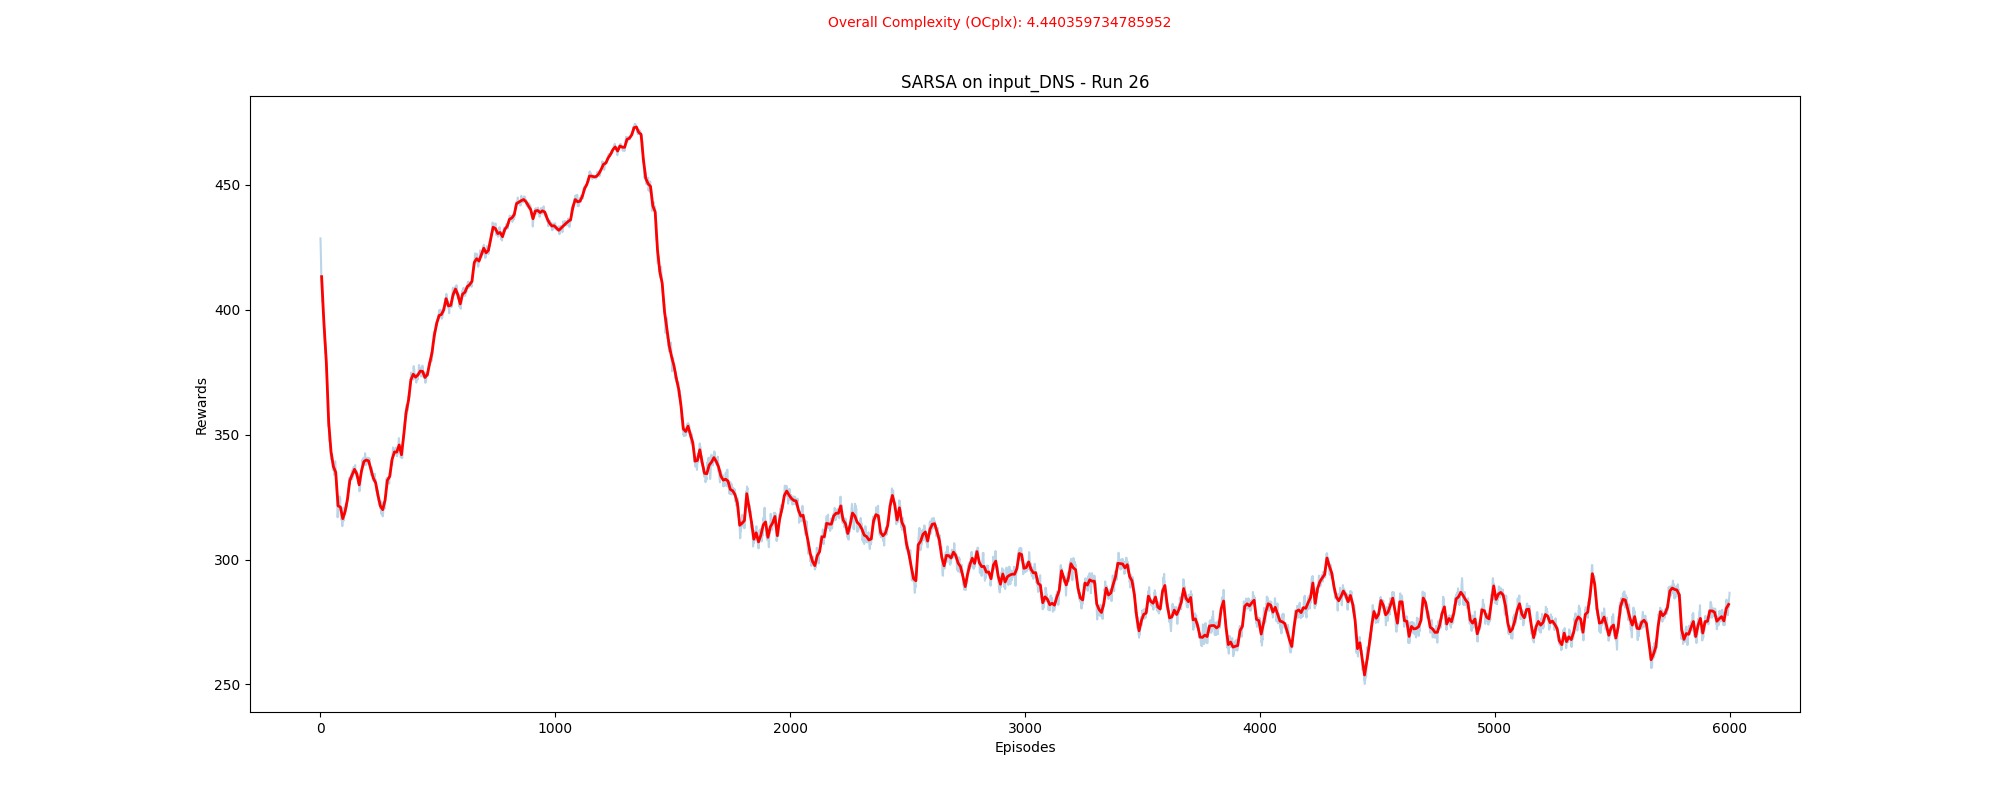 Overall Complexity (OCplx): 4.440359734785952
SARSA on input_DNS - Run 26
Rewards
450
400
350
300
250
0 1000 2000 3000 4000 5000 6000
Episodes